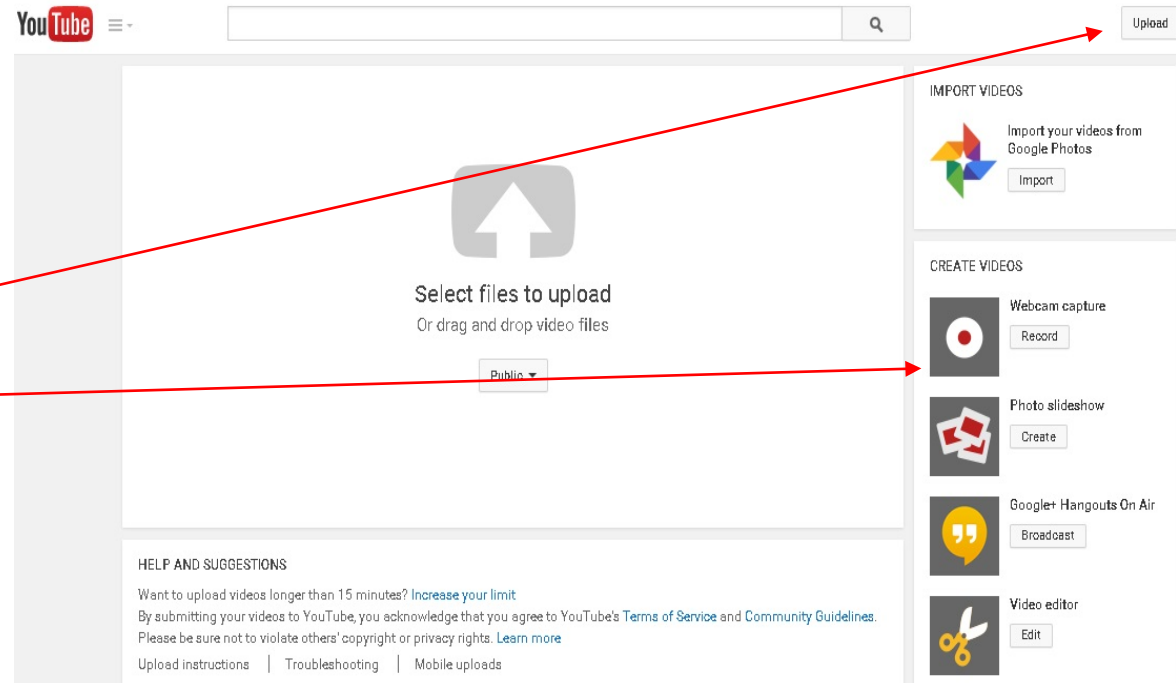 YouTube
Upload
Select files to upload
Or drag and drop video files
Public
HELP AND SUGGESTIONS
Want to upload videos longer than 15 minutes? Increase your limit
By submitting your videos to YouTube, you acknowledge that you agree to YouTube's Terms of Service and Community Guidelines.
Please be sure not to violate others' copyright or privacy rights. Learn more
Upload instructions | Troubleshooting | Mobile uploads
IMPORT VIDEOS
Import your videos from
Google Photos
Import
CREATE VIDEOS
Webcam capture
Record
Photo slideshow
Create
Google+ Hangouts On Air
Broadcast
Video editor
Edit